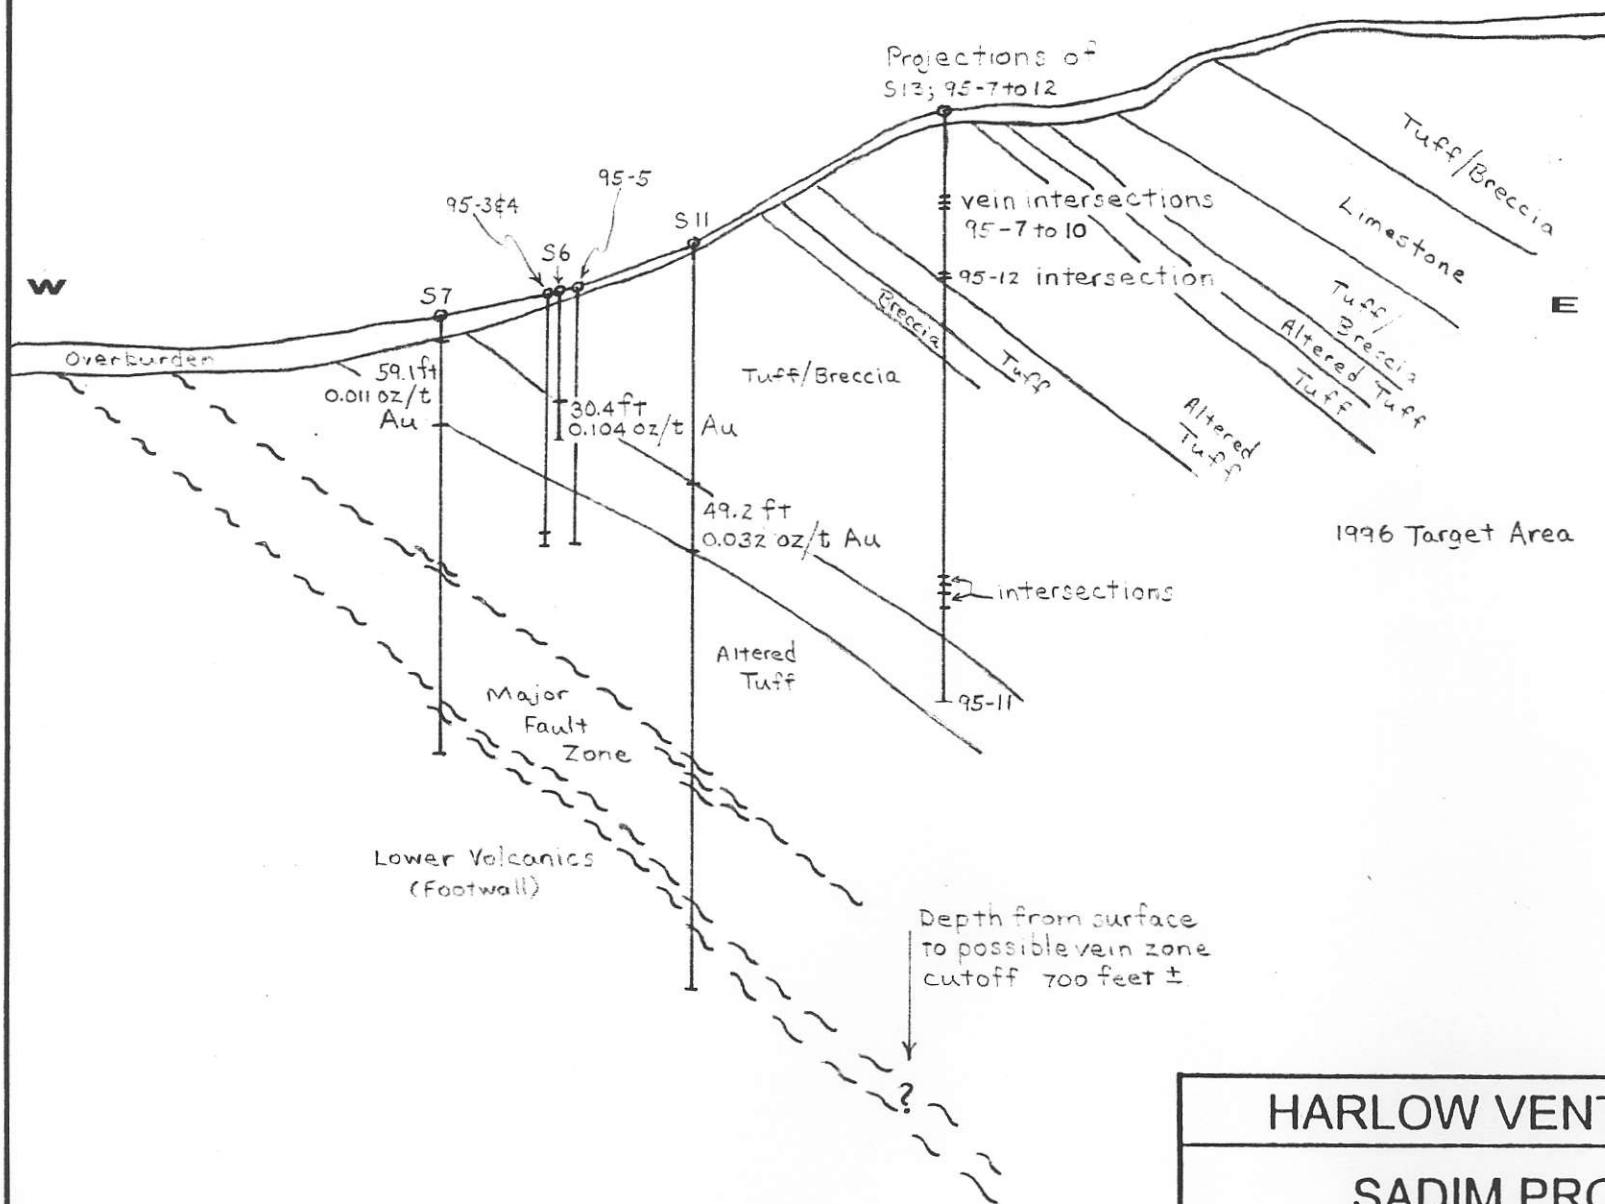 Projections of
S13; 95-7 to 12
95-5
95-3&4
S6
S11
S7
W
E
Overburden
59.1 ft
0.011 oz/t
Au
30.4 ft
0.104 oz/t Au
49.2 ft
0.032 oz/t Au
vein intersections
95-7 to 10
95-12 intersection
Tuff/Breccia
Limestone
Tuff/
Breccia
Altered Tuff
Tuff
Breccia
Tuff
Tuff/Breccia
Altered
Tuff
1996 Target Area
intersections
95-11
Altered
Tuff
Major
Fault
Zone
Lower Volcanics
(Footwall)
Depth from surface
to possible vein zone
cutoff 700 feet ±
?
HARLOW VENT
SADIM PRO